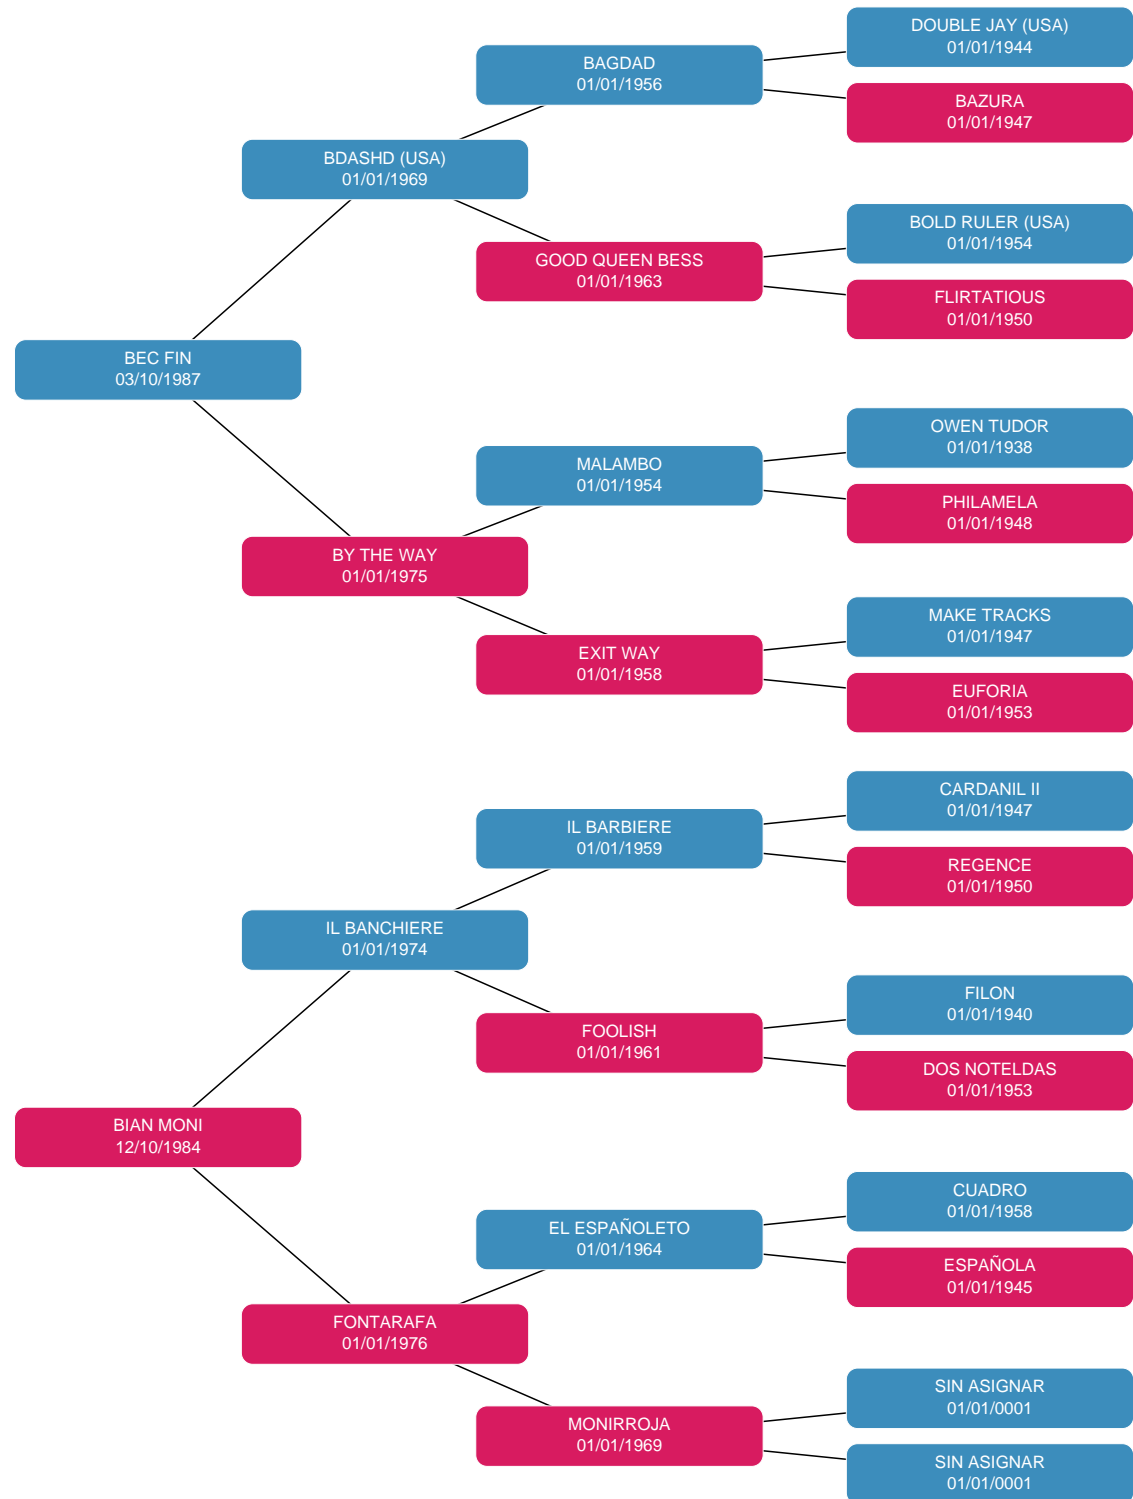 DOUBLE JAY (USA)
01/01/1944
BAGDAD
01/01/1956
BAZURA
01/01/1947
BDASHD (USA)
01/01/1969
BOLD RULER (USA)
01/01/1954
GOOD QUEEN BESS
01/01/1963
FLIRTATIOUS
01/01/1950
BEC FIN
03/10/1987
OWEN TUDOR
01/01/1938
MALAMBO
01/01/1954
PHILAMELA
01/01/1948
BY THE WAY
01/01/1975
MAKE TRACKS
01/01/1947
EXIT WAY
01/01/1958
EUFORIA
01/01/1953
CARDANIL II
01/01/1947
IL BARBIERE
01/01/1959
REGENCE
01/01/1950
IL BANCHIERE
01/01/1974
FILON
01/01/1940
FOOLISH
01/01/1961
DOS NOTELDAS
01/01/1953
BIAN MONI
12/10/1984
CUADRO
01/01/1958
EL ESPAÑOLETO
01/01/1964
ESPAÑOLA
01/01/1945
FONTARAFA
01/01/1976
SIN ASIGNAR
01/01/0001
MONIRROJA
01/01/1969
SIN ASIGNAR
01/01/0001